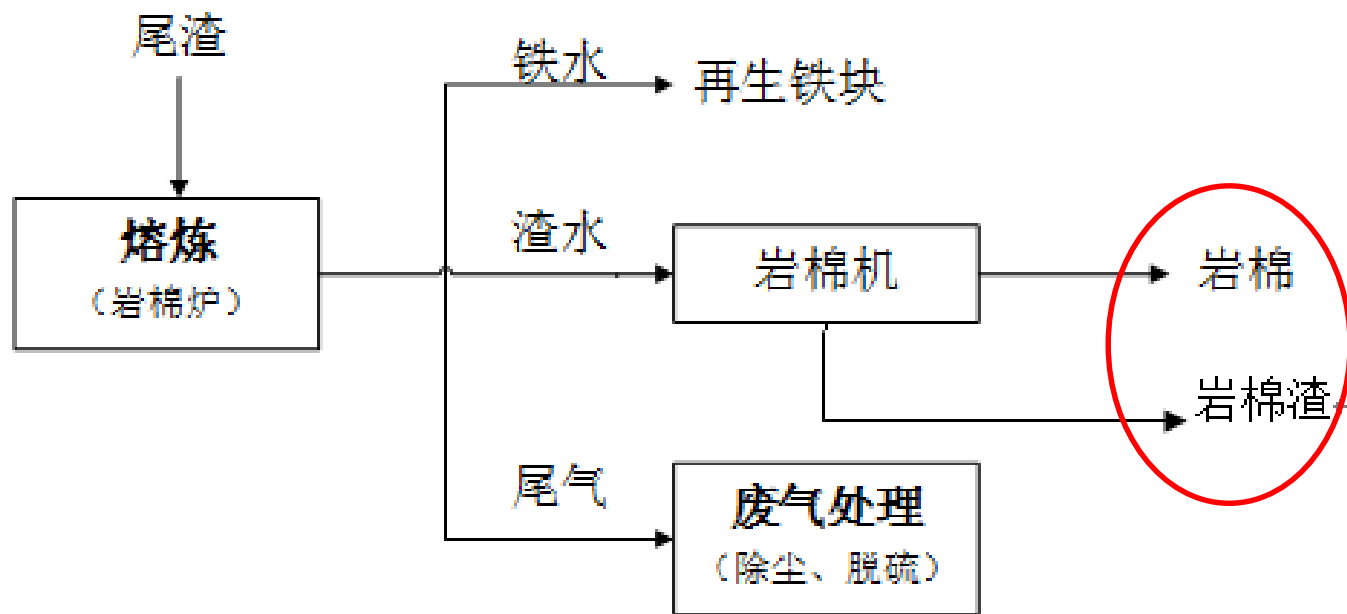 尾渣
铁水
再生铁块
熔炼
（岩棉炉）
渣水
岩棉机
岩棉
岩棉渣
尾气
废气处理
（除尘、脱硫）